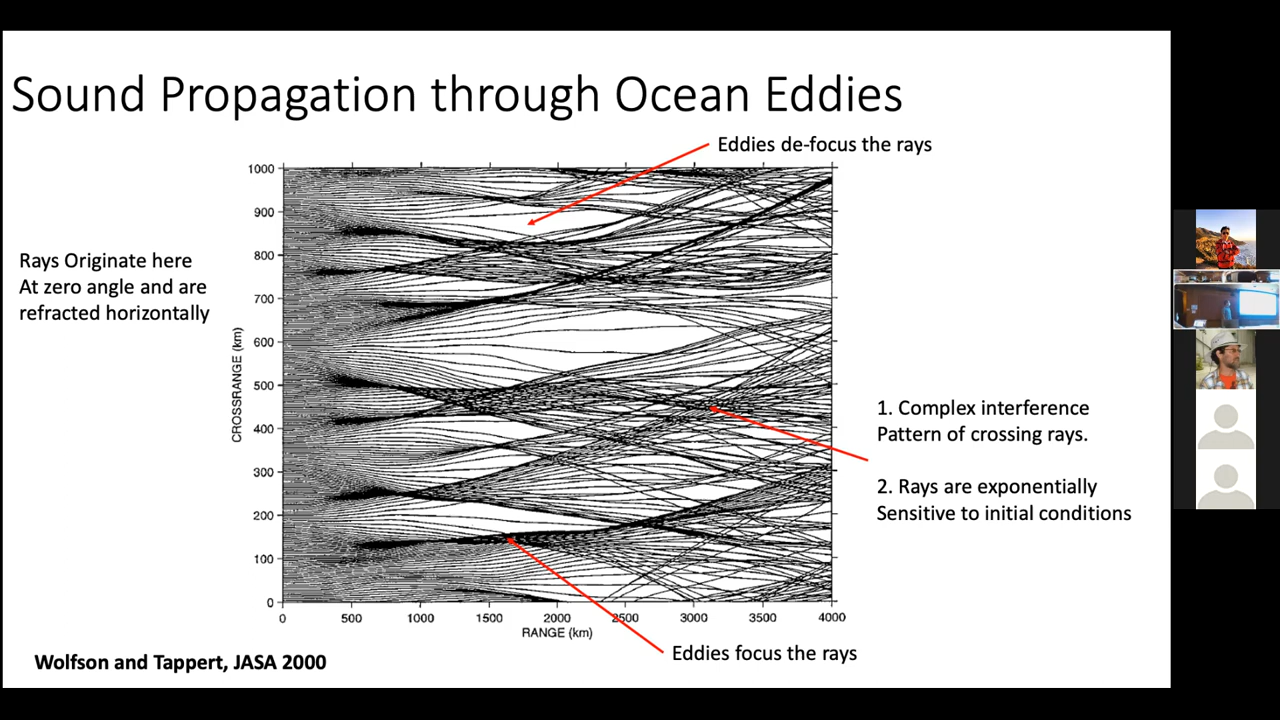 Sound Propagation through Ocean Eddies
Eddies de-focus the rays
Rays Originate here
At zero angle and are
refracted horizontally
CROSSRANGE (km)
1000
900
800
700
600
500
400
300
200
100
0
0 500 1000 1500 2000 2500 3000 3500 4000
RANGE (km)
1. Complex interference
Pattern of crossing rays.
2. Rays are exponentially
Sensitive to initial conditions
Eddies focus the rays
Wolfson and Tappert, JASA 2000